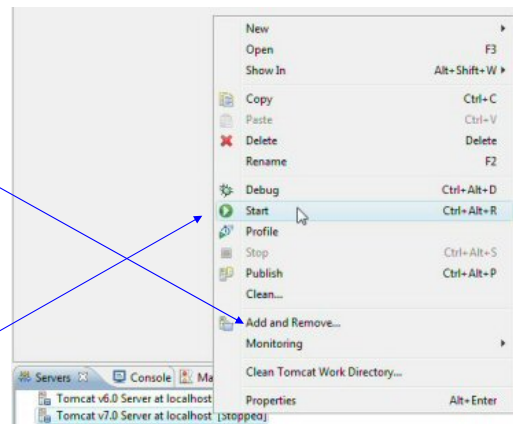 New
Open F3
Show In Alt+Shift+W
Copy Ctrl+C
Paste Ctrl+V
Delete Delete
Rename F2
Debug Ctrl+Alt+D
Start Ctrl+Alt+R
Profile
Stop Ctrl+Alt+S
Publish Ctrl+Alt+P
Clean...
Add and Remove...
Monitoring
Clean Tomcat Work Directory...
Properties Alt+Enter
Servers Console Ma
Tomcat v6.0 Server at localhost
Tomcat v7.0 Server at localhost [Stopped]